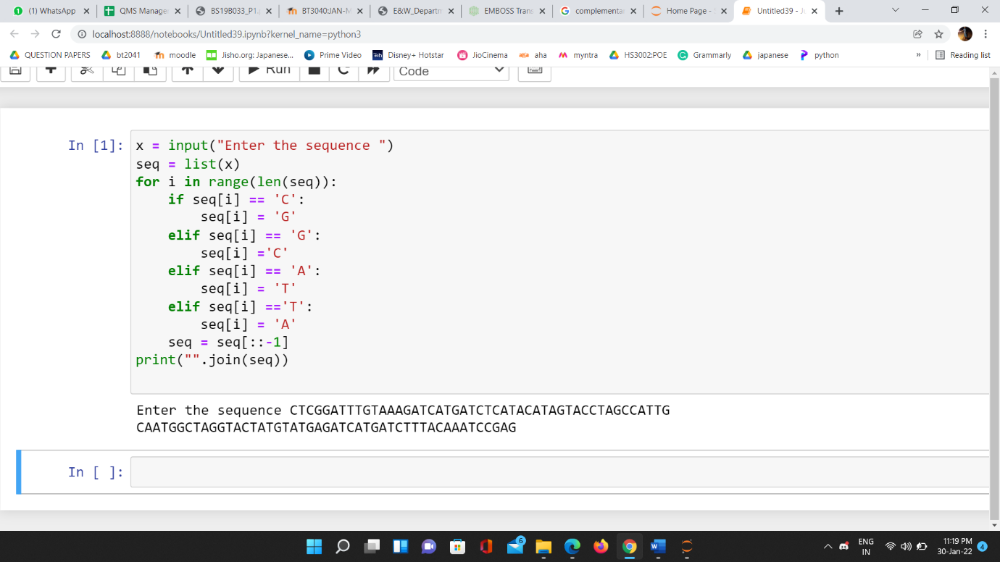 (1) WhatsApp QMS Manage BS19B033_P1. BT3040:JAN-M E&W_Departm EMBOSS Trans complementa Home Page - Untitled39 - J
localhost:8888/notebooks/Untitled39.ipynb?kernel_name=python3
QUESTION PAPERS bt2041 moodle Jisho.org: Japanese... Prime Video Disney+ Hotstar JioCinema aha myntra HS3002:POE Grammarly japanese python » Reading list
Run Code
In [1]: x = input("Enter the sequence ")
seq = list(x)
for i in range(len(seq)):
    if seq[i] == 'C':
        seq[i] = 'G'
    elif seq[i] == 'G':
        seq[i] ='C'
    elif seq[i] == 'A':
        seq[i] = 'T'
    elif seq[i] =='T':
        seq[i] = 'A'
    seq = seq[::-1]
print("".join(seq))
Enter the sequence CTCGGATTTGTAAAGATCATGATCTCATACATAGTACCTAGCCATTG
CAATGGCTAGGTACTATGTATGAGATCATGATCTTTACAAATCCGAG
In [ ]:
6 ENG IN 11:19 PM 30-Jan-22 4